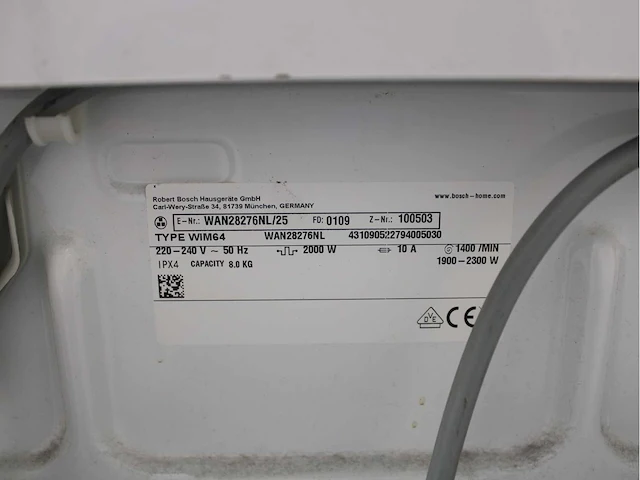 Robert Bosch Hausgeräte GmbH
Carl-Wery-Straße 34, 81739 München, GERMANY
www.bosch-home.com
E-Nr.: WAN28276NL/25 FD: 0109 Z-Nr.: 100503
TYPE WIM64 WAN28276NL 431090522794005030
220-240 V ~ 50 Hz 2000 W 10 A 1400 /MIN
IPX4 CAPACITY 8.0 KG 1900-2300 W
DVE CE